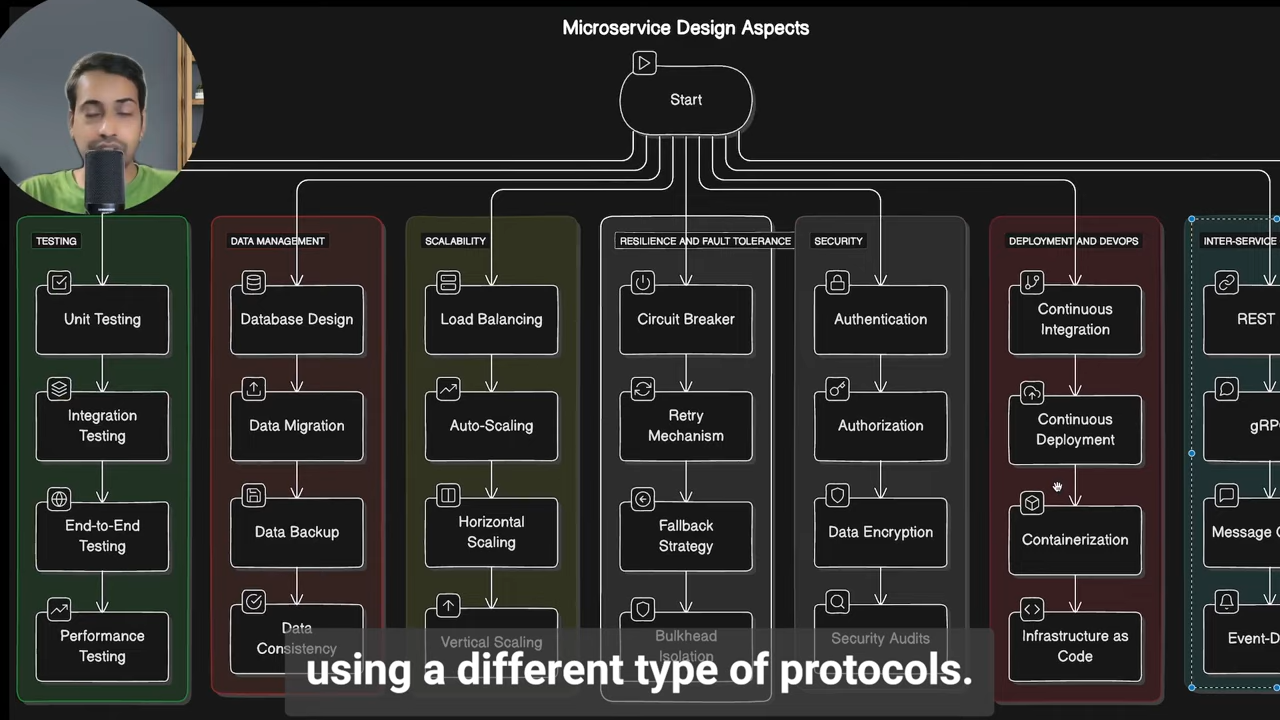 Microservice Design Aspects
Start
TESTING
Unit Testing
Integration
Testing
End-to-End
Testing
Performance
Testing
DATA MANAGEMENT
Database Design
Data Migration
Data Backup
Data
Consistency
SCALABILITY
Load Balancing
Auto-Scaling
Horizontal
Scaling
Vertical Scaling
RESILIENCE AND FAULT TOLERANCE
Circuit Breaker
Retry
Mechanism
Fallback
Strategy
Bulkhead
Isolation
SECURITY
Authentication
Authorization
Data Encryption
Security Audits
DEPLOYMENT AND DEVOPS
Continuous
Integration
Continuous
Deployment
Containerization
Infrastructure as
Code
INTER-SERVICE
REST
Message
using a different type of protocols.